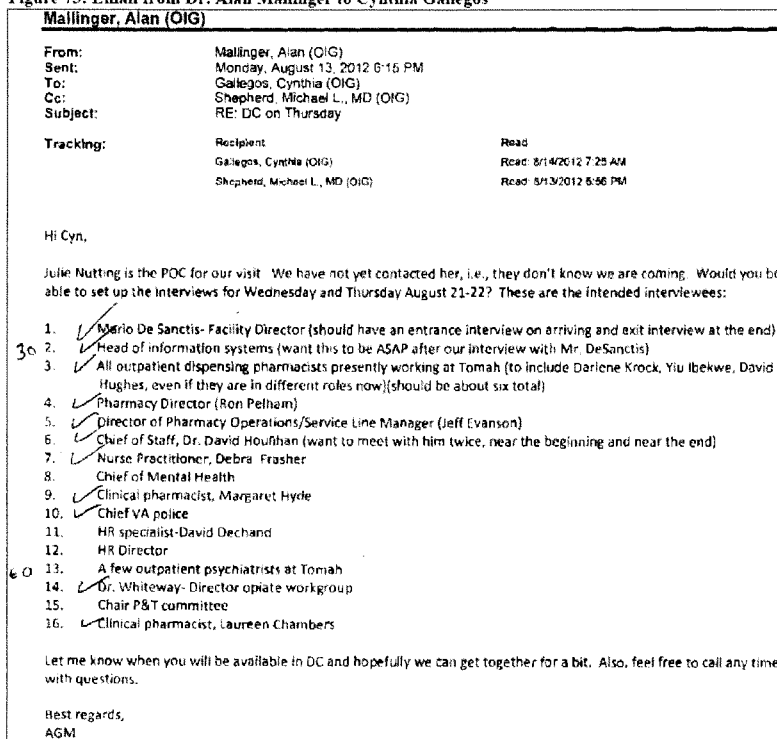 Figure 73. Email from Dr. Alan Mallinger to Cynthia Gallegos
Mallinger, Alan (OIG)
From: Mallinger, Alan (OIG)
Sent: Monday, August 13, 2012 6:15 PM
To: Gallegos, Cynthia (OIG)
Cc: Shepherd, Michael L., MD (OIG)
Subject: RE: DC on Thursday
Tracking: Recipient Read
Gallegos, Cynthia (OIG) Read: 8/14/2012 7:25 AM
Shepherd, Michael L., MD (OIG) Read: 8/13/2012 6:56 PM
Hi Cyn,
Julie Nutting is the POC for our visit We have not yet contacted her, i.e., they don't know we are coming. Would you be
able to set up the interviews for Wednesday and Thursday August 21-22? These are the intended interviewees:
1. ✓ Mario De Sanctis- Facility Director (should have an entrance interview on arriving and exit interview at the end)
30 2. ✓ Head of information systems (want this to be ASAP after our interview with Mr. DeSanctis)
3. ✓ All outpatient dispensing pharmacists presently working at Tomah (to include Darlene Krock, Yiu Ibekwe, David
Hughes, even if they are in different roles now)(should be about six total)
4. ✓ Pharmacy Director (Ron Pelham)
5. ✓ Director of Pharmacy Operations/Service Line Manager (Jeff Evanson)
6. ✓ Chief of Staff, Dr. David Houlihan (want to meet with him twice, near the beginning and near the end)
7. ✓ Nurse Practitioner, Debra Frasher
8. Chief of Mental Health
9. ✓ Clinical pharmacist, Margaret Hyde
10. ✓ Chief VA police
11. HR specialist-David Dechand
12. HR Director
60 13. A few outpatient psychiatrists at Tomah
14. ✓ Dr. Whiteway- Director opiate workgroup
15. Chair P&T committee
16. ✓ Clinical pharmacist, Laureen Chambers
Let me know when you will be available in DC and hopefully we can get together for a bit. Also, feel free to call any time
with questions.
Best regards,
AGM